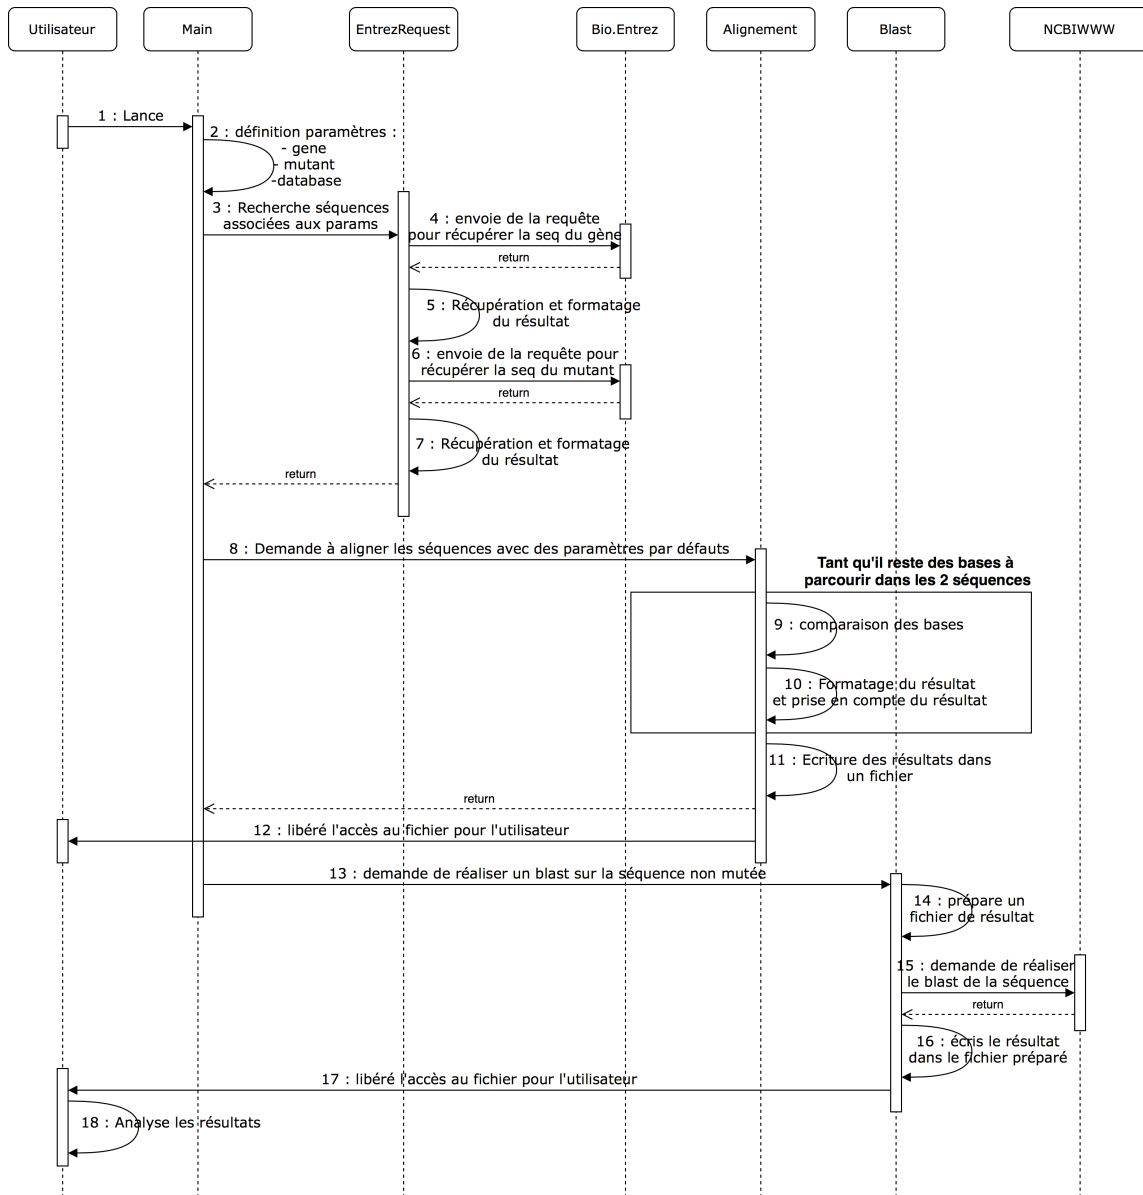 Utilisateur
Main
EntrezRequest
Bio.Entrez
Alignement
Blast
NCBIWWW
1 : Lance
2 : définition paramètres :
- gene
- mutant
-database
3 : Recherche séquences
associées aux params
4 : envoie de la requête
pour récupérer la seq du gène
return
5 : Récupération et formatage
du résultat
6 : envoie de la requête pour
récupérer la seq du mutant
return
7 : Récupération et formatage
du résultat
return
8 : Demande à aligner les séquences avec des paramètres par défauts
Tant qu'il reste des bases à
parcourir dans les 2 séquences
9 : comparaison des bases
10 : Formatage du résultat
et prise en compte du résultat
11 : Ecriture des résultats dans
un fichier
return
12 : libéré l'accès au fichier pour l'utilisateur
13 : demande de réaliser un blast sur la séquence non mutée
14 : prépare un
fichier de résultat
15 : demande de réaliser
le blast de la séquence
return
16 : écris le résultat
dans le fichier préparé
17 : libéré l'accès au fichier pour l'utilisateur
18 : Analyse les résultats